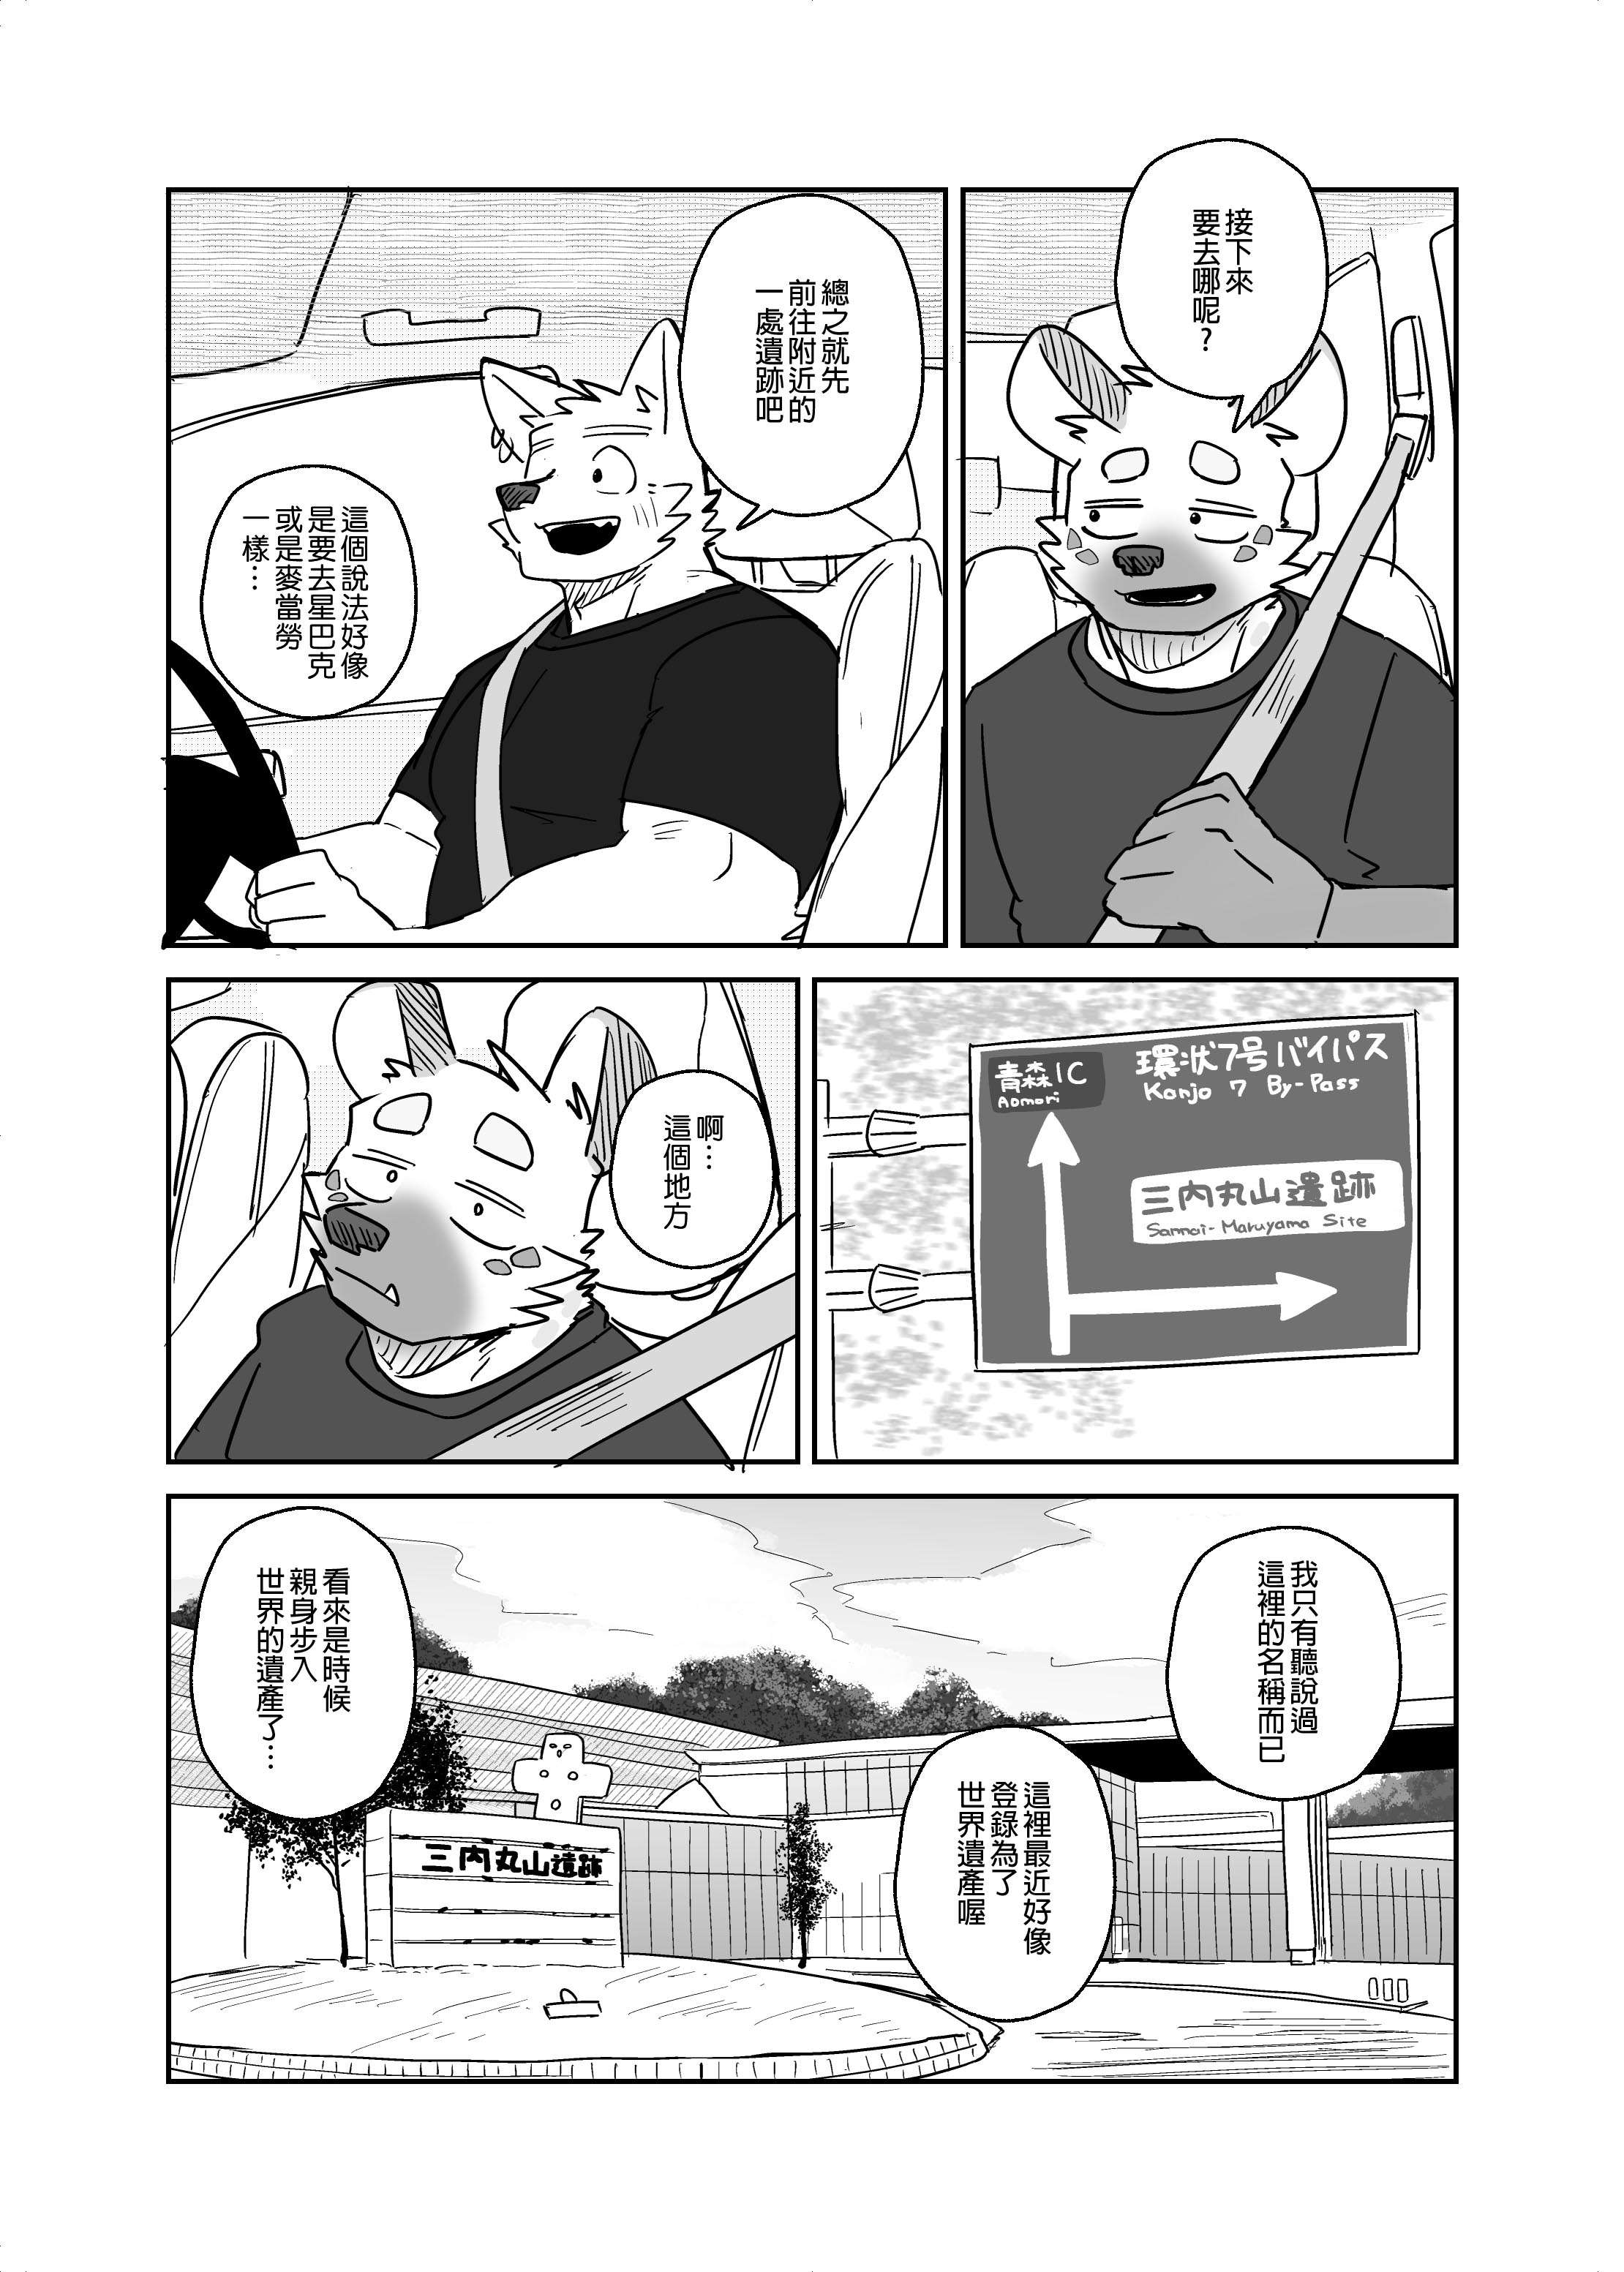 接下來
要去哪呢?
總之就先
前往附近的
一處遺跡吧
這個說法好像
是要去星巴克
或是麥當勞
一樣…
青森IC
Aomori
環状7号バイパス
Kanjo 7 By-Pass
三内丸山遺跡
Sannai-Maruyama Site
啊…
這個地方
我只有聽說過
這裡的名稱而已
這裡最近好像
登錄為了
世界遺產喔
看來是時候
親身步入
世界的遺產了…
三内丸山遺跡